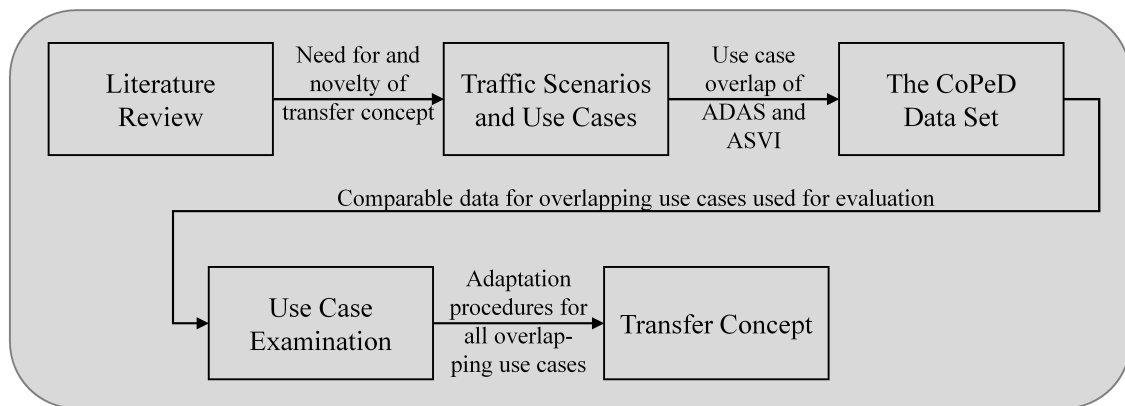 Literature
Review
Need for and
novelty of
transfer concept
Traffic Scenarios
and Use Cases
Use case
overlap of
ADAS and
ASVI
The CoPeD
Data Set
Comparable data for overlapping use cases used for evaluation
Use Case
Examination
Adaptation
procedures for
all overlap-
ping use cases
Transfer Concept